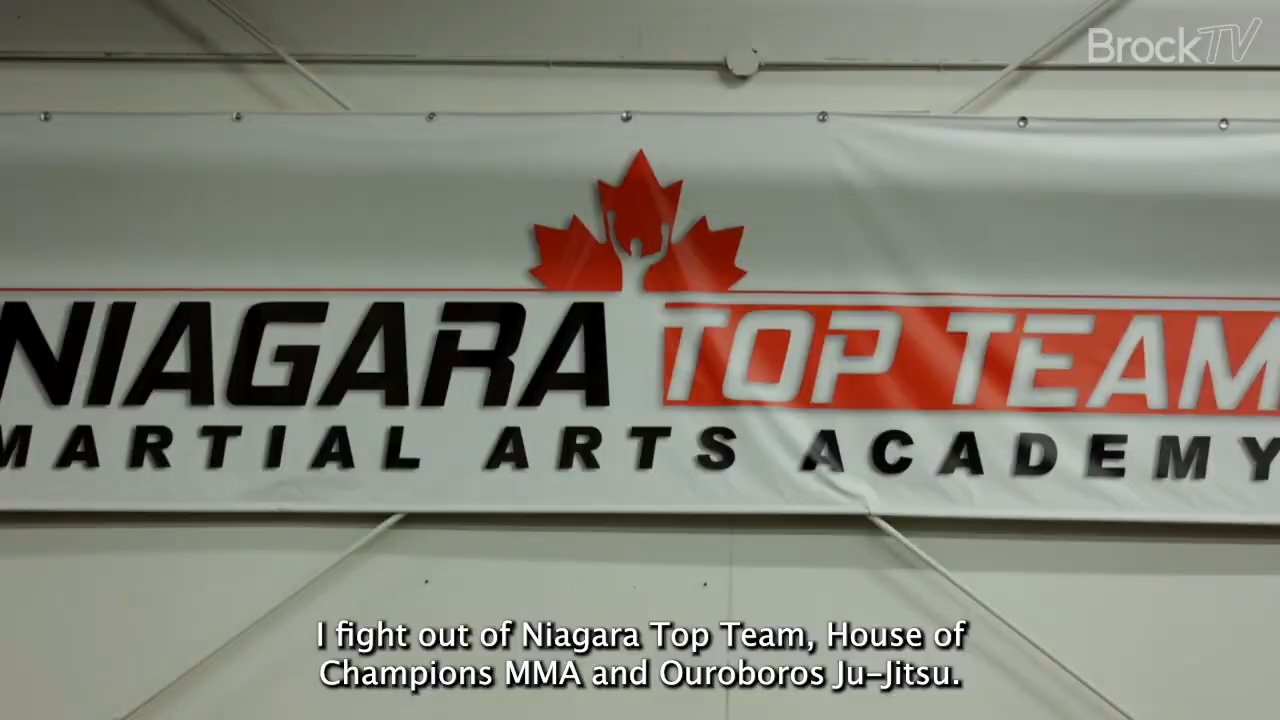 BrockTV
NIAGARA TOP TEAM
MARTIAL ARTS ACADEMY
I fight out of Niagara Top Team, House of
Champions MMA and Ouroboros Ju-Jitsu.